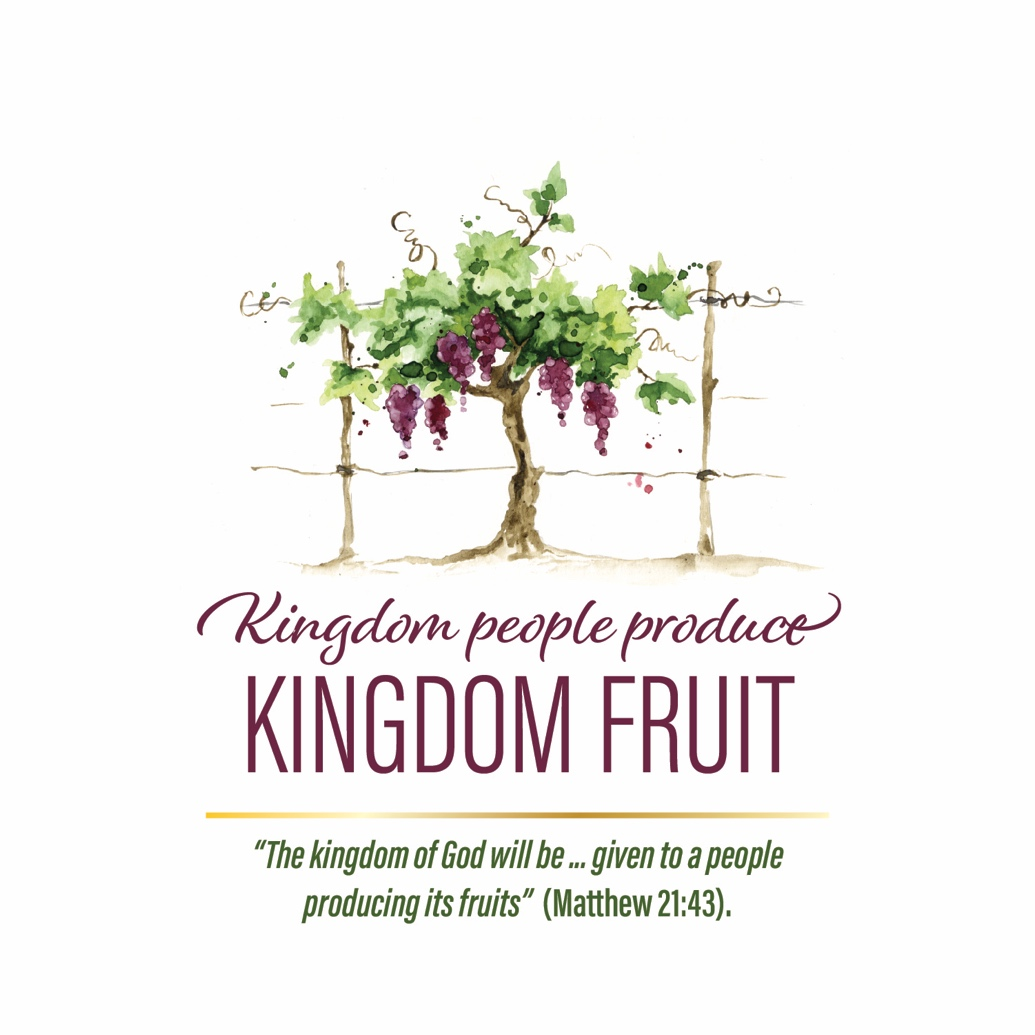 Kingdom people produce
KINGDOM FRUIT
“The kingdom of God will be ... given to a people
producing its fruits” (Matthew 21:43).